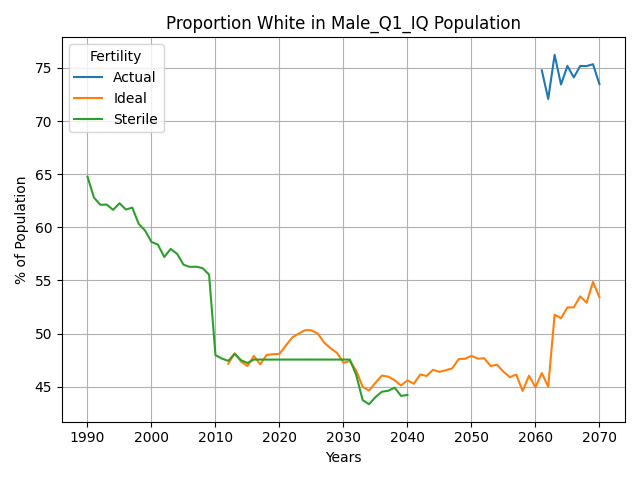 Proportion White in Male_Q1_IQ Population
Fertility
Actual
Ideal
Sterile
% of Population
75
70
65
60
55
50
45
1990 2000 2010 2020 2030 2040 2050 2060 2070
Years